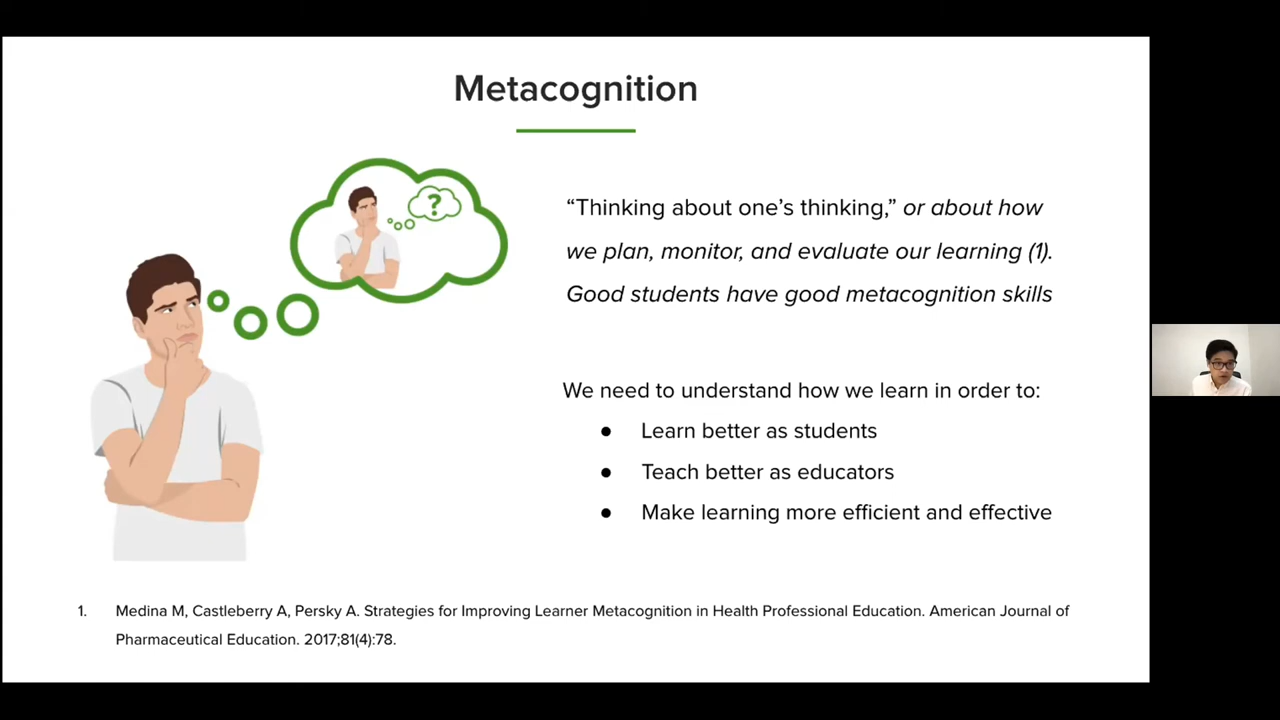 Metacognition
?
“Thinking about one’s thinking,” or about how
we plan, monitor, and evaluate our learning (1).
Good students have good metacognition skills
We need to understand how we learn in order to:
● Learn better as students
● Teach better as educators
● Make learning more efficient and effective
1. Medina M, Castleberry A, Persky A. Strategies for Improving Learner Metacognition in Health Professional Education. American Journal of
Pharmaceutical Education. 2017;81(4):78.